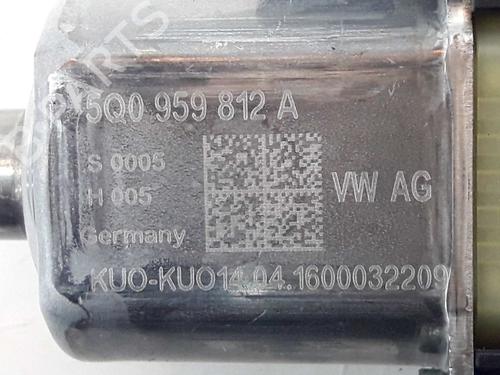 5Q0 959 812 A
S 0005
H 005
VW AG
Germany
KUO-KUO14.04.1600032209